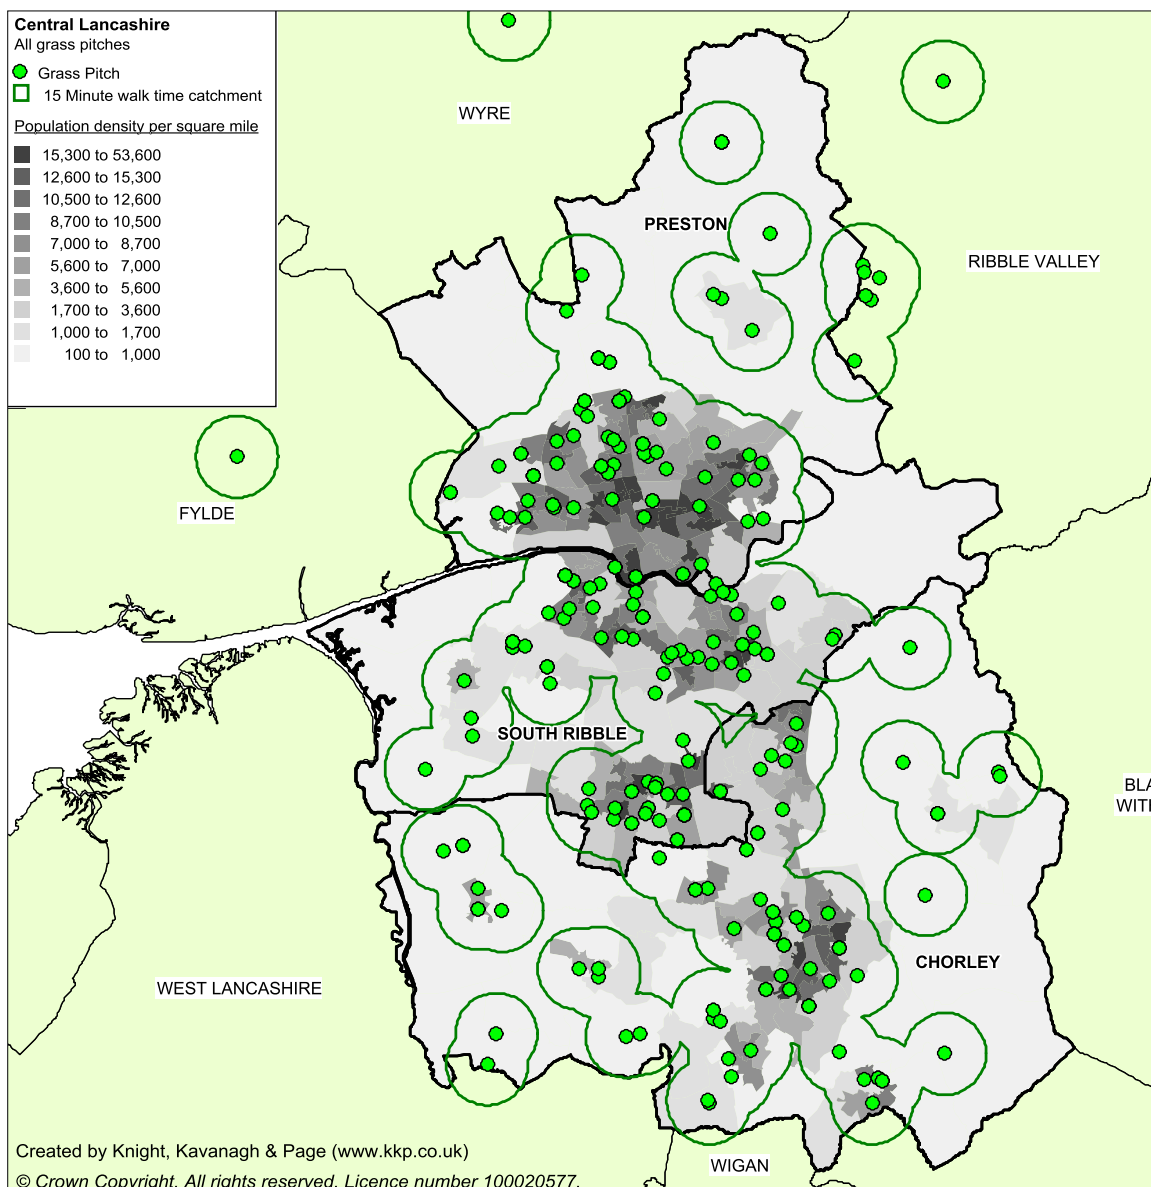 Central Lancashire
All grass pitches
Grass Pitch
15 Minute walk time catchment
Population density per square mile
15,300 to 53,600
12,600 to 15,300
10,500 to 12,600
8,700 to 10,500
7,000 to 8,700
5,600 to 7,000
3,600 to 5,600
1,700 to 3,600
1,000 to 1,700
100 to 1,000
WYRE
PRESTON
RIBBLE VALLEY
FYLDE
SOUTH RIBBLE
BLA
WITH
CHORLEY
WEST LANCASHIRE
WIGAN
Created by Knight, Kavanagh & Page (www.kkp.co.uk)
© Crown Copyright. All rights reserved. Licence number 100020577.